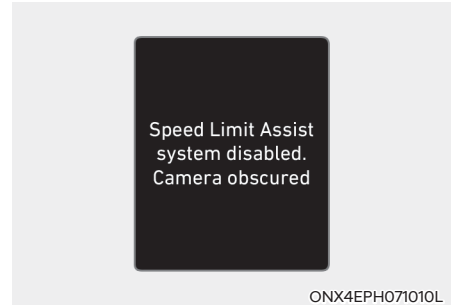 Speed Limit Assist
system disabled.
Camera obscured
ONX4EPH071010L